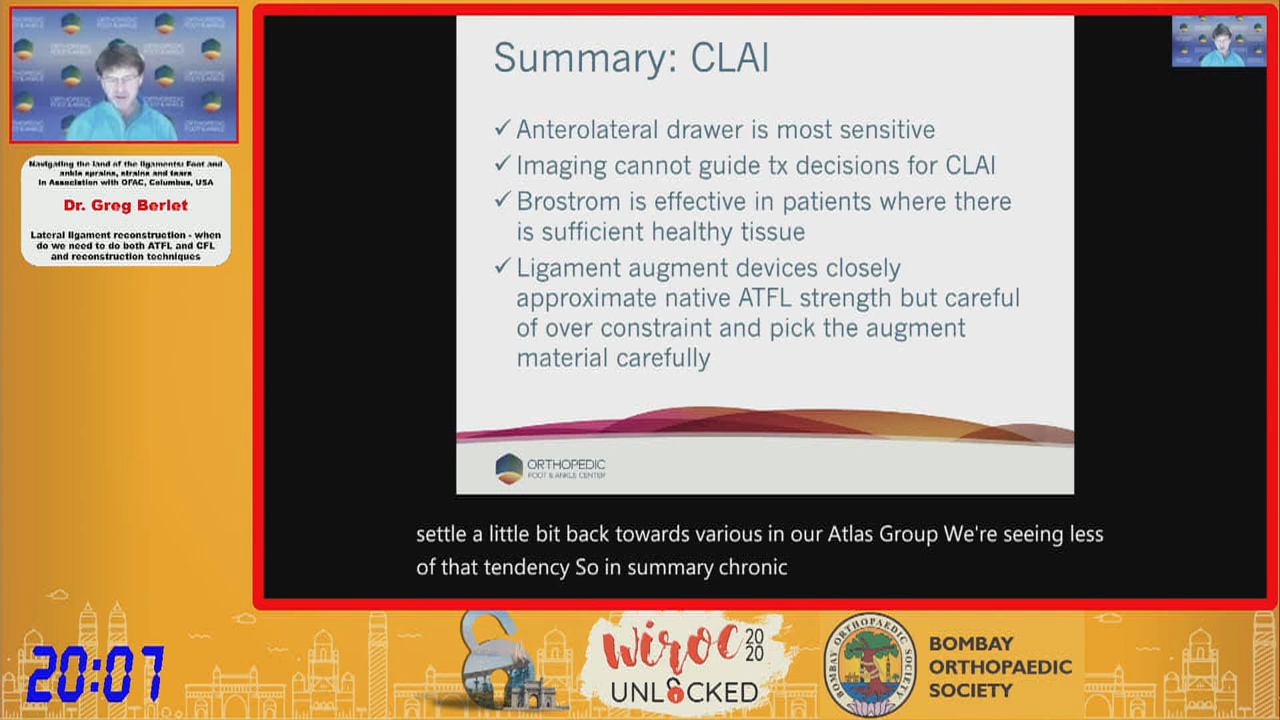 Navigating the land of the ligaments: Foot and
ankle sprains, strains and tears
In Association with OFAC, Columbus, USA
Dr. Greg Berlet
Lateral ligament reconstruction - when
do we need to do both ATFL and CFL
and reconstruction techniques
Summary: CLAI
✓ Anterolateral drawer is most sensitive
✓ Imaging cannot guide tx decisions for CLAI
✓ Brostrom is effective in patients where there
is sufficient healthy tissue
✓ Ligament augment devices closely
approximate native ATFL strength but careful
of over constraint and pick the augment
material carefully
ORTHOPEDIC
FOOT & ANKLE CENTER
settle a little bit back towards various in our Atlas Group We're seeing less
of that tendency So in summary chronic
20:07
WIROC 2020
UNLOCKED
BOMBAY ORTHOPAEDIC SOCIETY
BOMBAY
ORTHOPAEDIC
SOCIETY